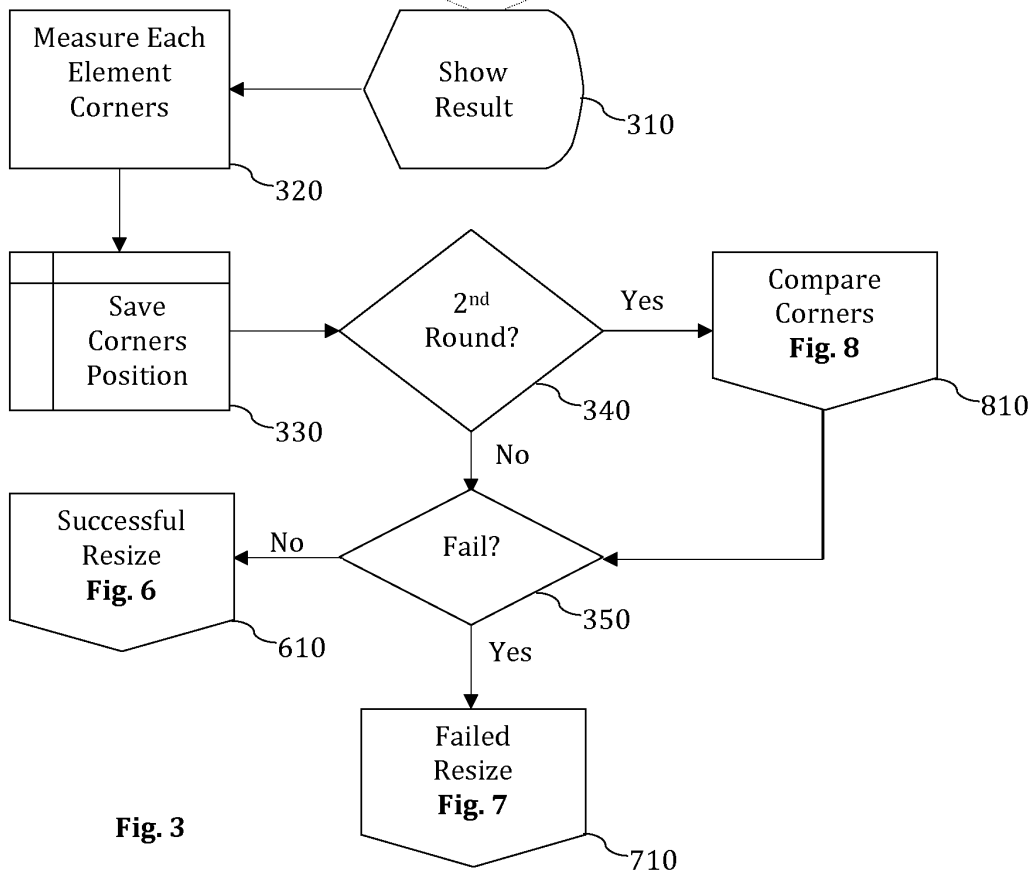 Measure Each
Element
Corners
320
Show
Result
310
Save
Corners
Position
330
2nd
Round?
340
Yes
Compare
Corners
Fig. 8
810
No
Successful
Resize
Fig. 6
610
No
Fail?
350
Yes
Failed
Resize
Fig. 7
710
Fig. 3